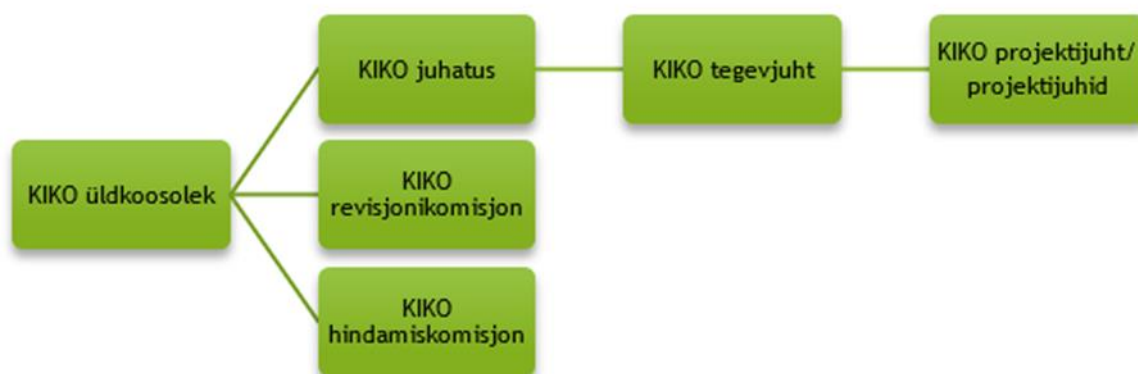 KIKO üldkoosolek
KIKO juhatus
KIKO tegevjuht
KIKO projektijuht/
projektijuhid
KIKO
revisjonikomisjon
KIKO
hindamiskomisjon